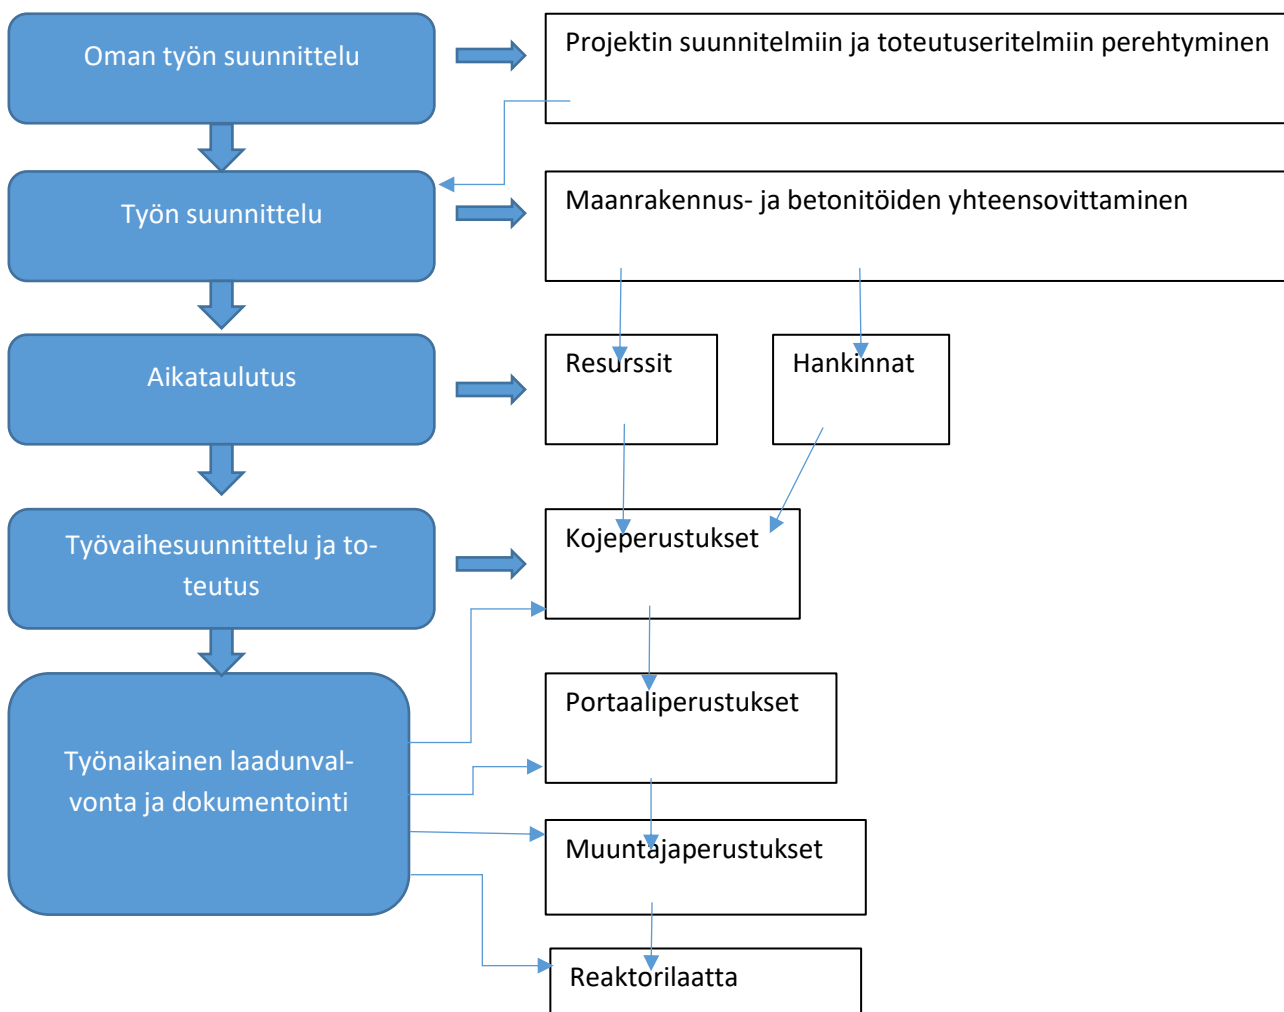 Oman työn suunnittelu
Projektin suunnitelmiin ja toteutuseritelmiin perehtyminen
Työn suunnittelu
Maanrakennus- ja betonitöiden yhteensovittaminen
Aikataulutus
Resurssit
Hankinnat
Työvaihesuunnittelu ja to-
teutus
Kojeperustukset
Portaaliperustukset
Työnaikainen laadunval-
vonta ja dokumentointi
Muuntajaperustukset
Reaktorilaatta